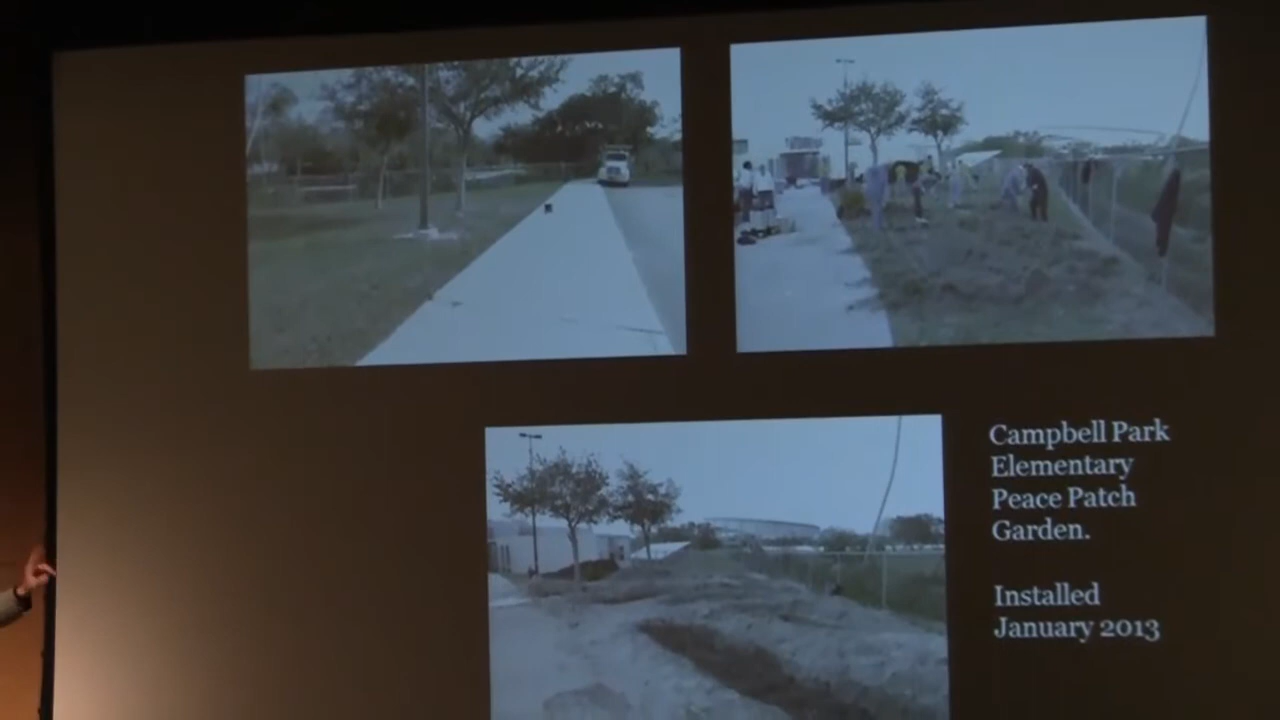 Campbell Park
Elementary
Peace Patch
Garden.
Installed
January 2013